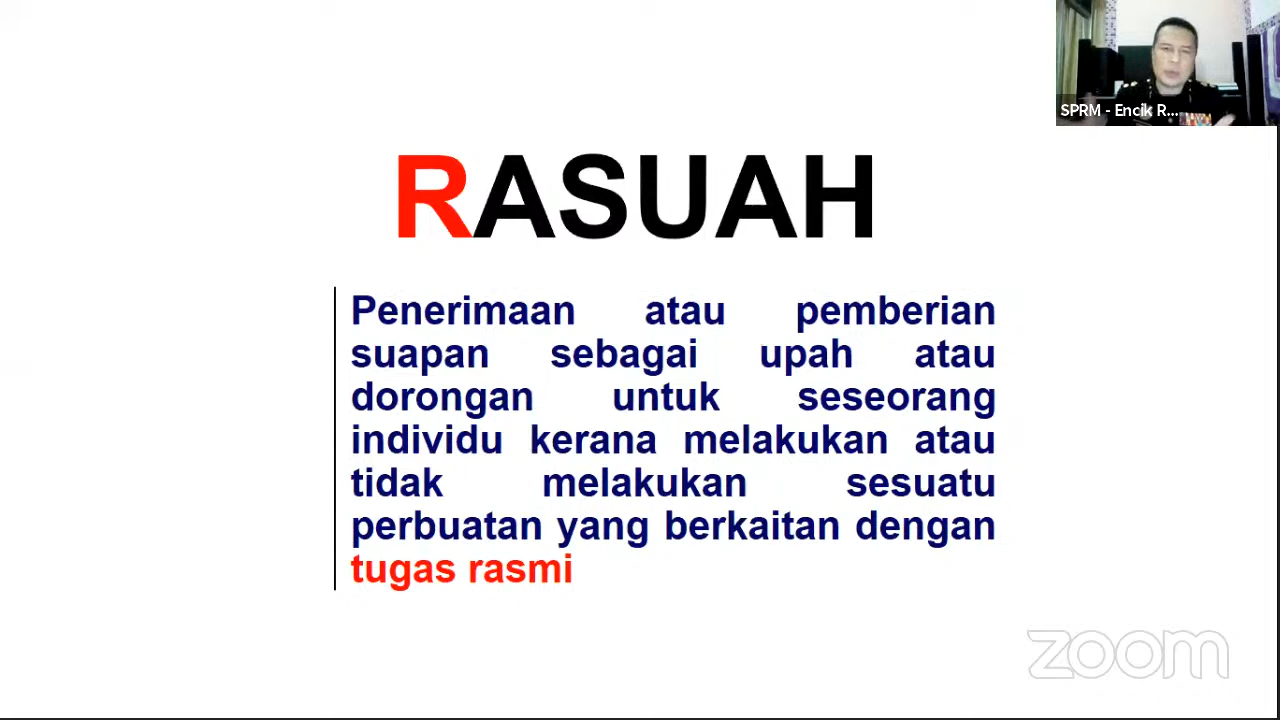 SPRM - Encik R...
RASUAH
Penerimaan atau pemberian
suapan sebagai upah atau
dorongan untuk seseorang
individu kerana melakukan atau
tidak melakukan sesuatu
perbuatan yang berkaitan dengan
tugas rasmi
zoom